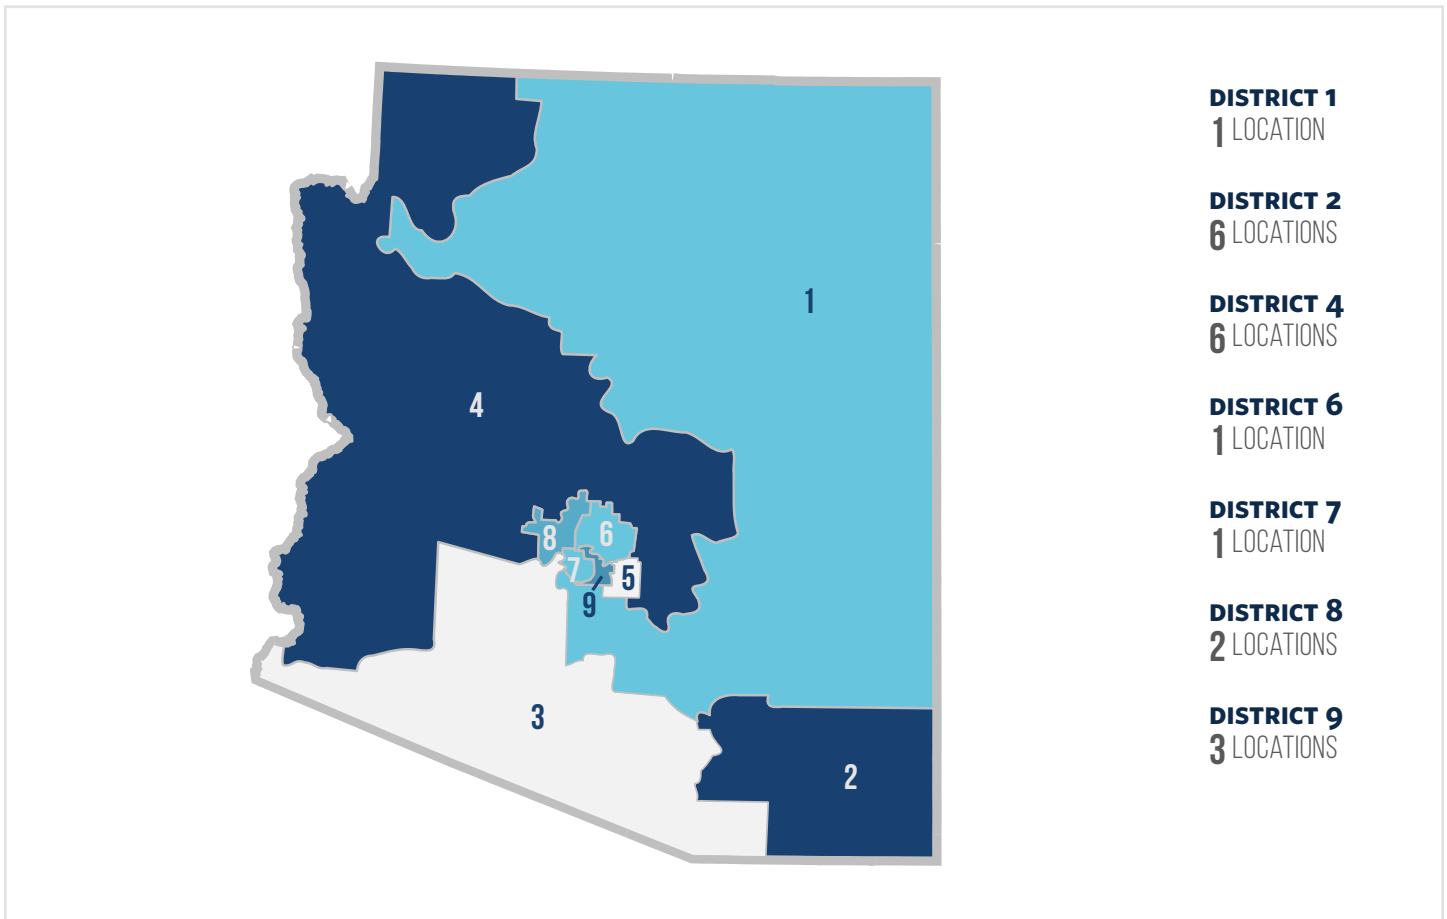 1
4
8
6
7
5
9
3
2
DISTRICT 1
1 LOCATION
DISTRICT 2
6 LOCATIONS
DISTRICT 4
6 LOCATIONS
DISTRICT 6
1 LOCATION
DISTRICT 7
1 LOCATION
DISTRICT 8
2 LOCATIONS
DISTRICT 9
3 LOCATIONS